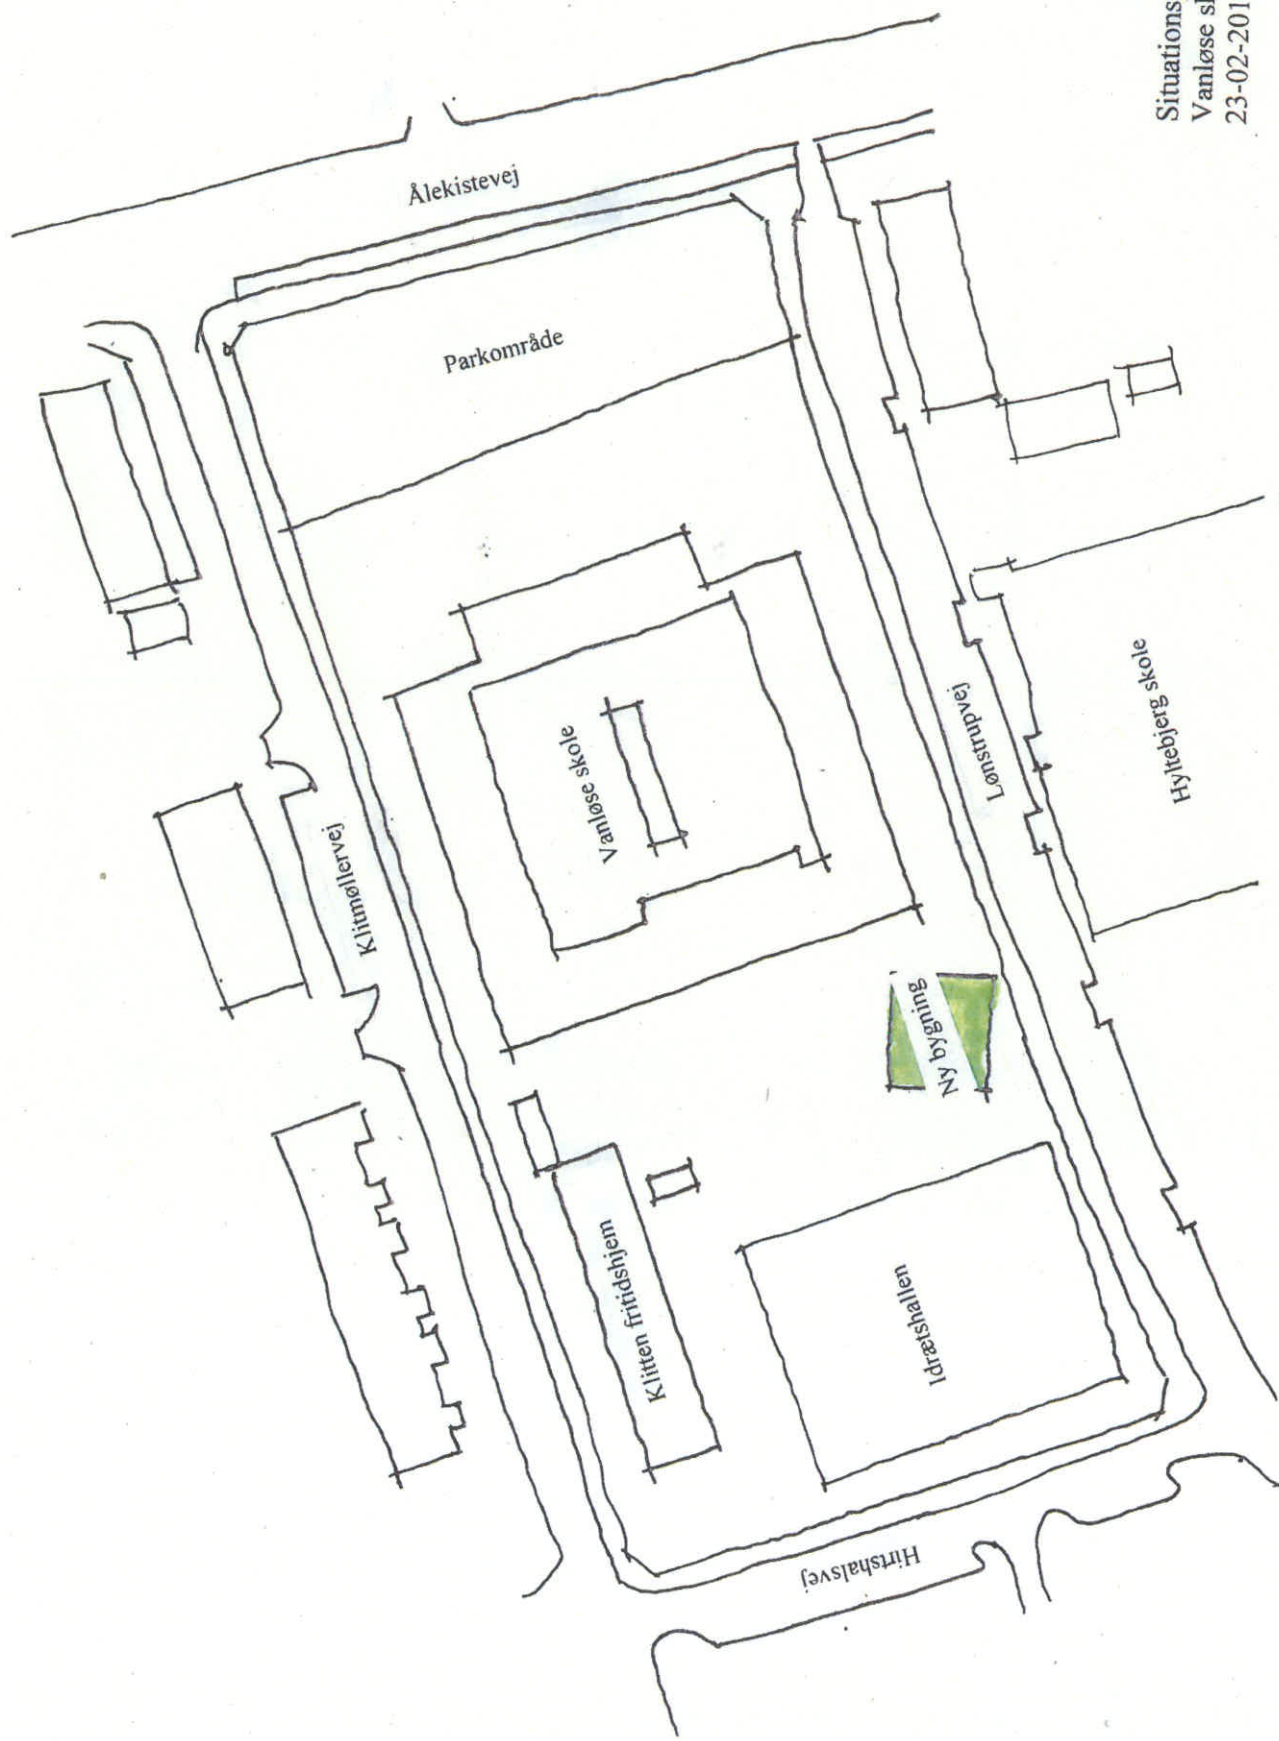 Situations
Vanløse sk
23-02-201
Ålekistevej
Parkområde
Vanløse skole
Klitmøllervej
Lønstrupvej
Hyltebjerg skole
Ny bygning
Klitten fritidshjem
Idrætshallen
Hirtshalsvej